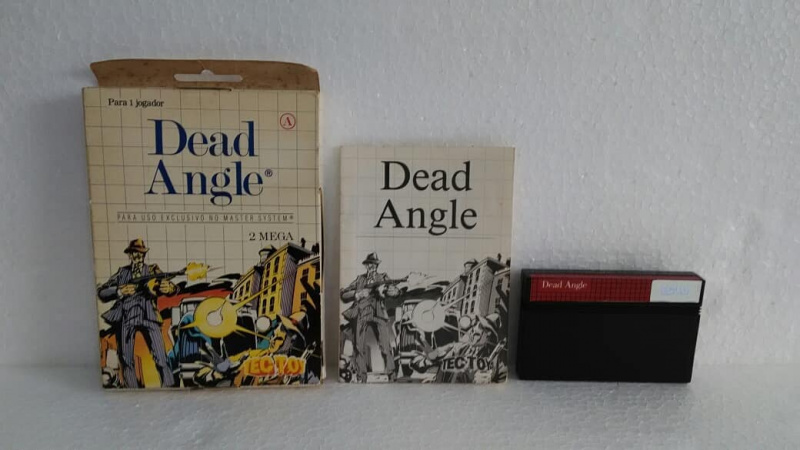 Para 1 jogador
A
Dead
Angle®
PARA USO EXCLUSIVO NO MASTER SYSTEM®
2 MEGA
TEC TOY
Dead
Angle
TEC TOY
Dead Angle